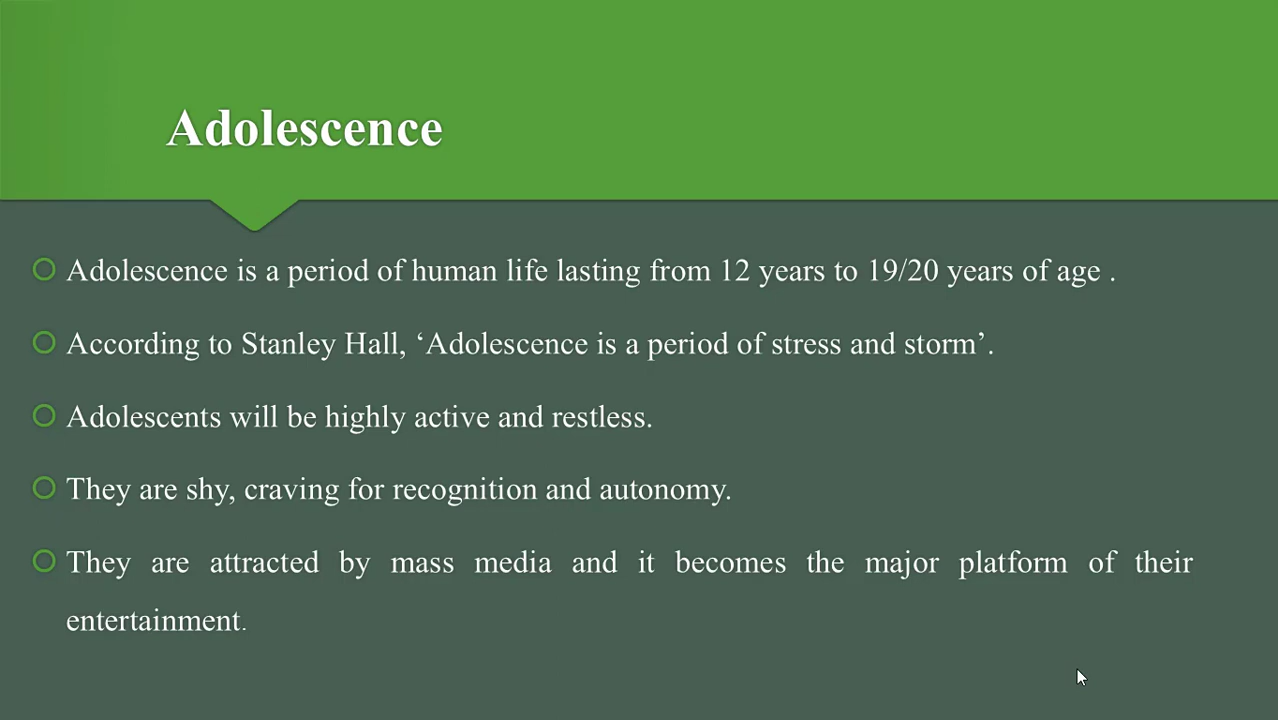 Adolescence
Adolescence is a period of human life lasting from 12 years to 19/20 years of age .
According to Stanley Hall, ‘Adolescence is a period of stress and storm’.
Adolescents will be highly active and restless.
They are shy, craving for recognition and autonomy.
They are attracted by mass media and it becomes the major platform of their
entertainment.